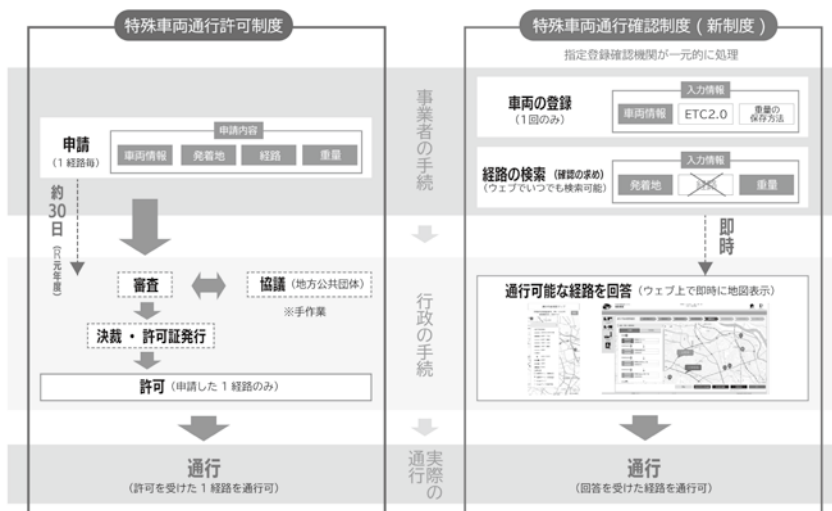 特殊車両通行許可制度
申請
(1 経路毎)
申請内容
車両情報
発着地
経路
重量
約30日(R元年度)
審査
協議(地方公共団体)
※手作業
決裁・許可証発行
許可(申請した 1 経路のみ)
通行
(許可を受けた 1 経路を通行可)
事業者の手続
行政の手続
実際の
通行
特殊車両通行確認制度(新制度)
指定登録確認機関が一元的に処理
車両の登録
(1回のみ)
入力情報
車両情報
ETC2.0
重量の
保存方法
経路の検索(確認の求め)
(ウェブでいつでも検索可能)
入力情報
発着地
経路
重量
即時
通行可能な経路を回答(ウェブ上で即時に地図表示)
通行
(回答を受けた経路を通行可)